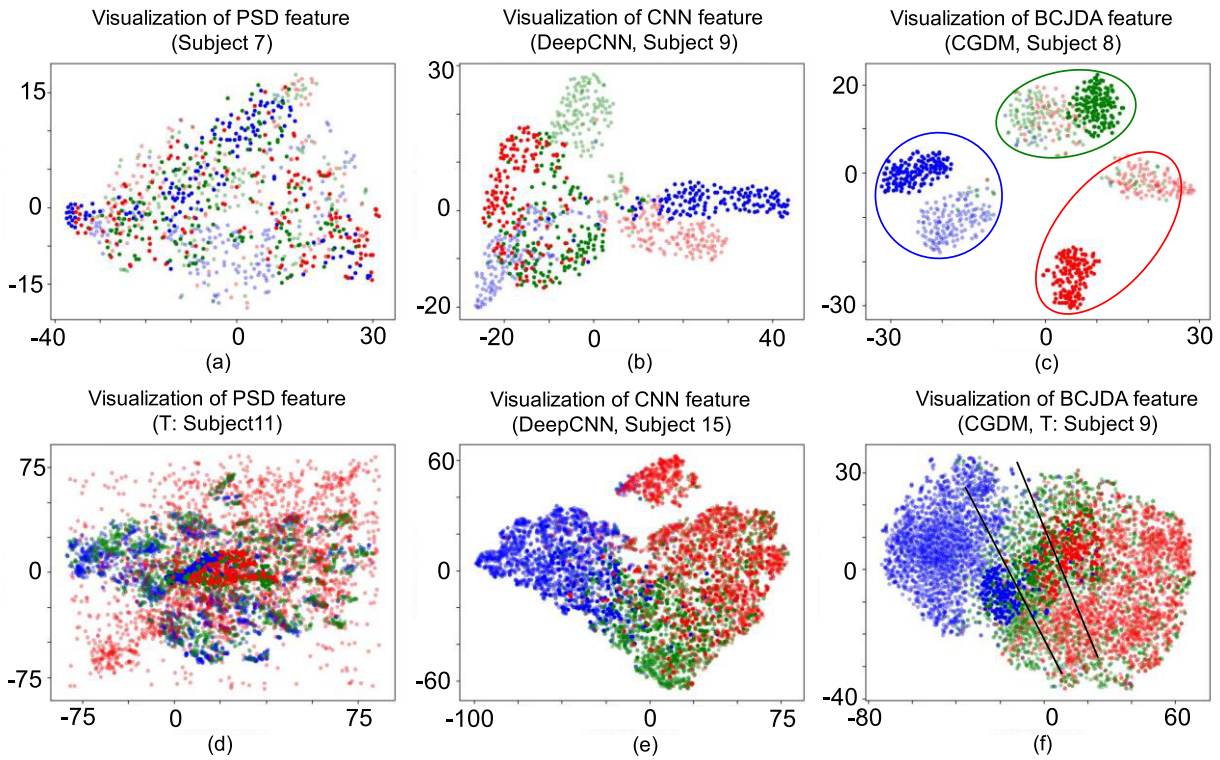 Visualization of PSD feature
(Subject 7)
Visualization of CNN feature
(DeepCNN, Subject 9)
Visualization of BCJDA feature
(CGDM, Subject 8)
15
0
-15
-40
0
30
(a)
30
0
-20
-20
0
20
40
(b)
20
0
-30
-30
0
30
(c)
Visualization of PSD feature
(T: Subject11)
Visualization of CNN feature
(DeepCNN, Subject 15)
Visualization of BCJDA feature
(CGDM, T: Subject 9)
75
0
-75
-75
0
75
(d)
60
0
-60
-100
0
75
(e)
30
0
-40
-80
0
60
(f)